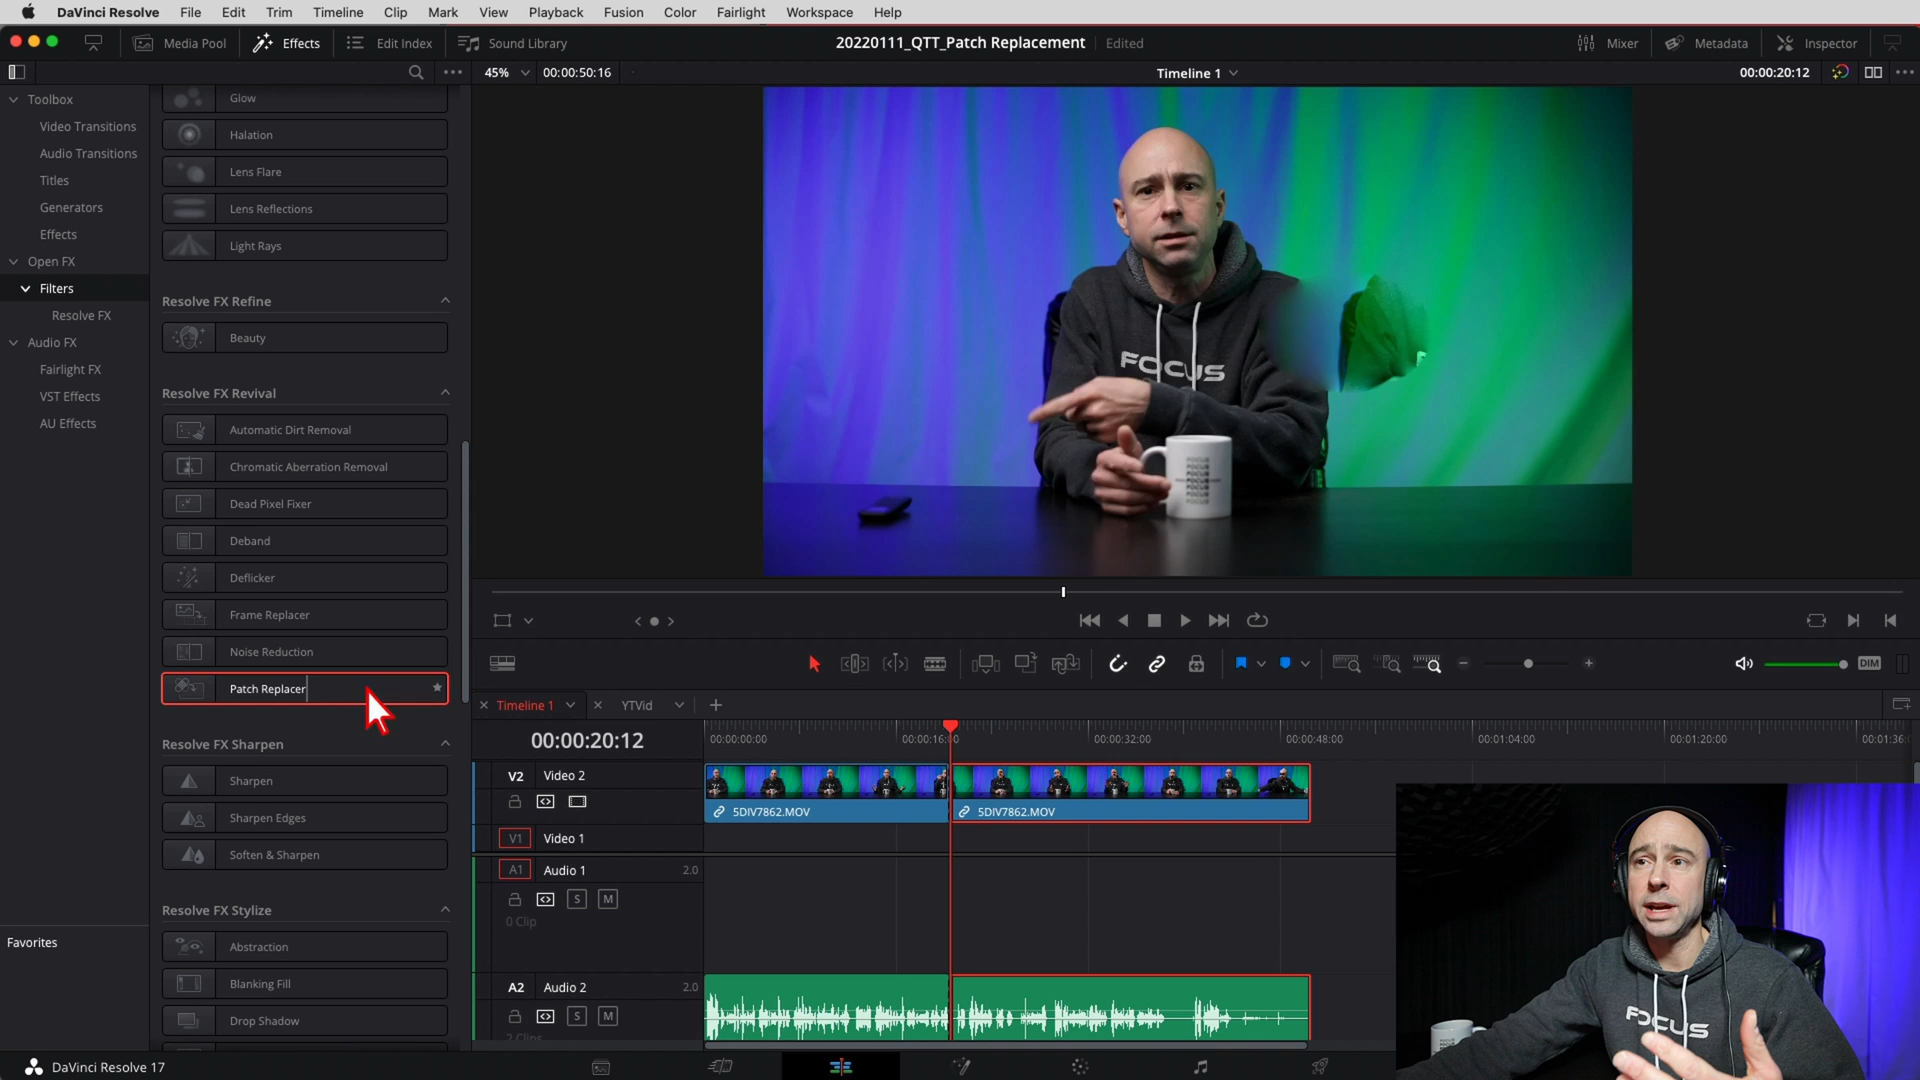 DaVinci Resolve File Edit Trim Timeline Clip Mark View Playback Fusion Color Fairlight Workspace Help
Media Pool Effects Edit Index Sound Library 20220111_QTT_Patch Replacement Edited Mixer Metadata Inspector
45% 00:00:50:16 Timeline 1 00:00:20:12
Toolbox
Video Transitions
Audio Transitions
Titles
Generators
Effects
Open FX
Filters
Resolve FX
Audio FX
Fairlight FX
VST Effects
AU Effects
Favorites
Glow
Halation
Lens Flare
Lens Reflections
Light Rays
Resolve FX Refine
Beauty
Resolve FX Revival
Automatic Dirt Removal
Chromatic Aberration Removal
Dead Pixel Fixer
Deband
Deflicker
Frame Replacer
Noise Reduction
Patch Replacer
Resolve FX Sharpen
Sharpen
Sharpen Edges
Soften & Sharpen
Resolve FX Stylize
Abstraction
Blanking Fill
Drop Shadow
FOCUS
FOCUS
FOCUS
FOCUS
FOCUS
FOCUS
DIM
Timeline 1 YTVid
00:00:20:12 00:00:00:00 00:00:16:00 00:00:32:00 00:00:48:00 00:01:04:00 00:01:20:00 00:01:36:
V2 Video 2
5DIV7862.MOV 5DIV7862.MOV
V1 Video 1
A1 Audio 1 2.0
S M
0 Clip
A2 Audio 2 2.0
S M
2 Clips
FOCUS
DaVinci Resolve 17